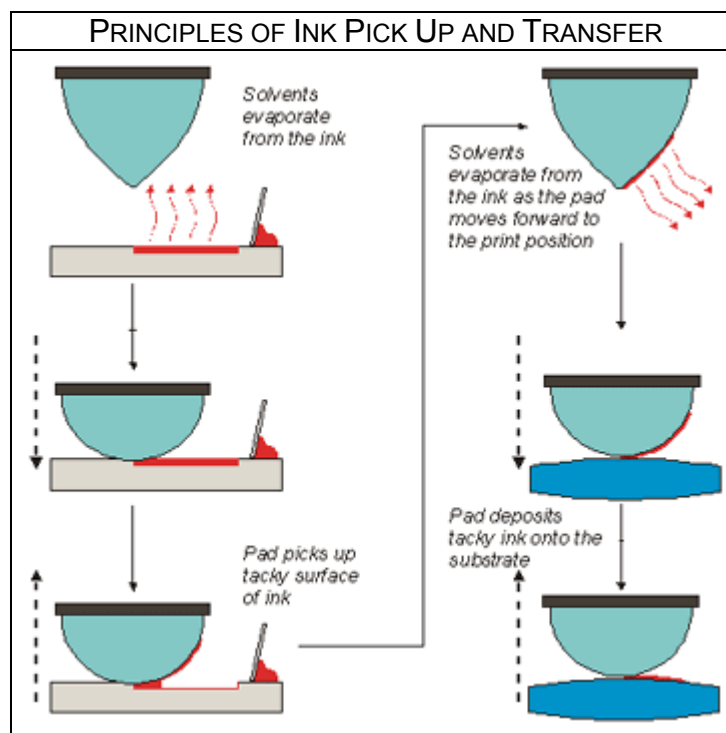 PRINCIPLES OF INK PICK UP AND TRANSFER
Solvents
evaporate
from the ink
Pad picks up
tacky surface
of ink
Solvents
evaporate from
the ink as the pad
moves forward to
the print position
Pad deposits
tacky ink onto the
substrate